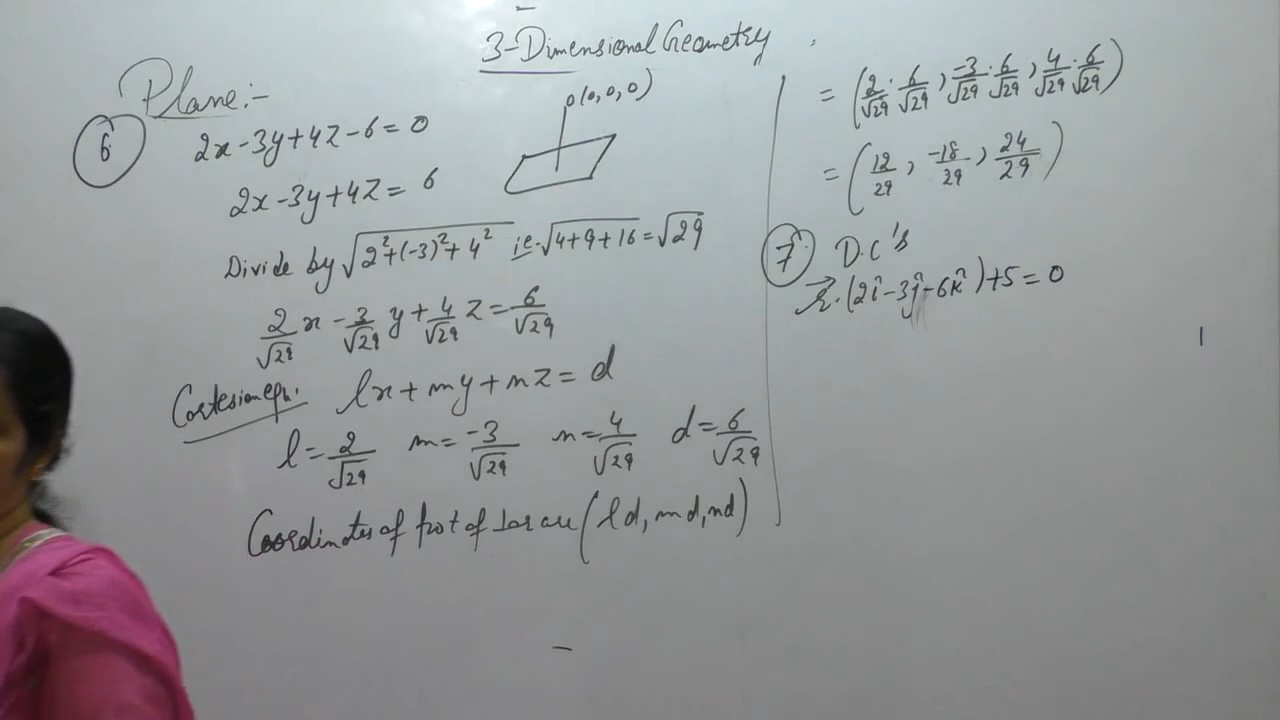 3-Dimensional Geometry
Plane:-
6
2x-3y+4z-6=0
O(0,0,0)
2x-3y+4z=6
Divide by √(2²+(-3)²+4²) ie. √(4+9+16)=√29
2/√29 x - 3/√29 y + 4/√29 z = 6/√29
Cartesian eqn. lx+my+nz=d
l=2/√29 m=-3/√29 n=4/√29 d=6/√29
Coordinates of foot of ⊥ar are (ld, md, nd)
= (2/√29 · 6/√29, -3/√29 · 6/√29, 4/√29 · 6/√29)
= (12/29, -18/29, 24/29)
7 D.C's
r⃗.(2î-3ĵ-6k̂)+5=0